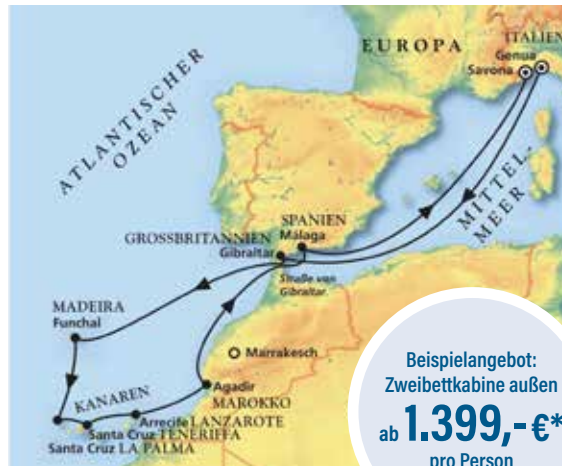 EUROPA
ITALIEN
Genua
Savona
ATLANTISCHER
OZEAN
MITTEL-
MEER
SPANIEN
Málaga
GROSSBRITANNIEN
Gibraltar
Straße von
Gibraltar
MADEIRA
Funchal
Marrakesch
Agadir
MAROKKO
KANAREN
Arrecife LANZAROTE
Santa Cruz TENERIFFA
Santa Cruz LA PALMA
Beispielangebot:
Zweibettkabine außen
ab 1.399,- €*
pro Person